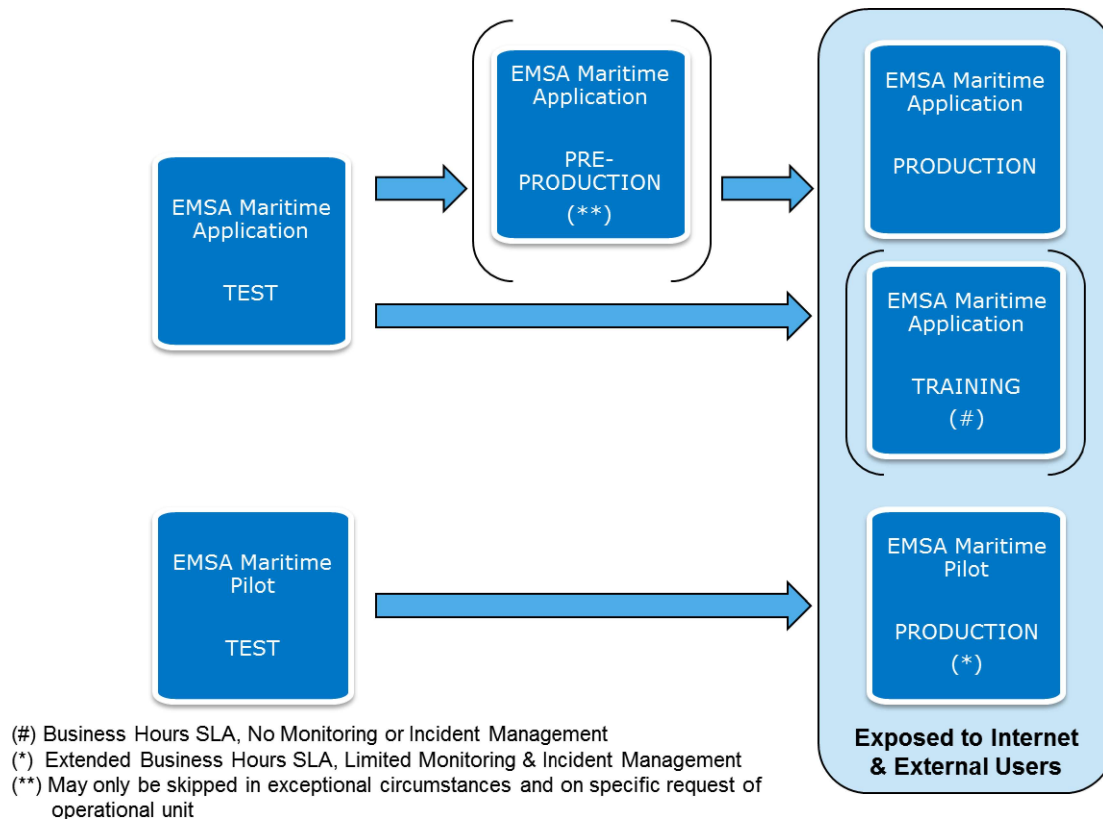 EMSA Maritime
Application
PRE-
PRODUCTION
(**)
EMSA Maritime
Application
PRODUCTION
EMSA Maritime
Application
TEST
EMSA Maritime
Application
TRAINING
(#)
EMSA Maritime
Pilot
TEST
EMSA Maritime
Pilot
PRODUCTION
(*)
(#) Business Hours SLA, No Monitoring or Incident Management
(*) Extended Business Hours SLA, Limited Monitoring & Incident Management
(**) May only be skipped in exceptional circumstances and on specific request of
operational unit
Exposed to Internet
& External Users